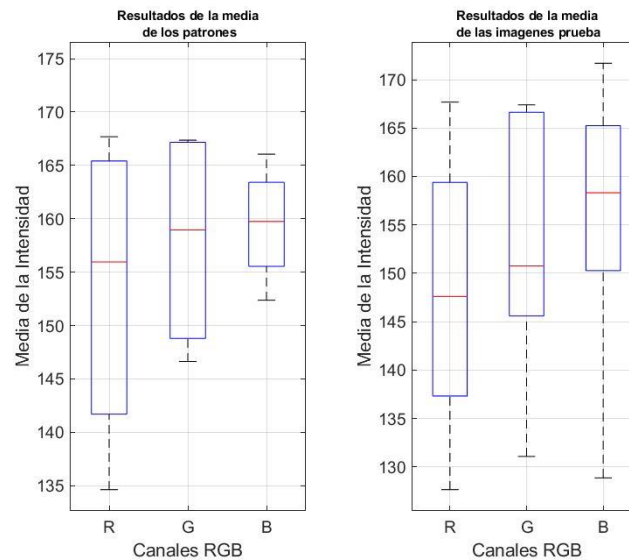 Resultados de la media
de los patrones
175
170
165
160
155
150
145
140
135
Media de la Intensidad
R G B
Canales RGB
Resultados de la media
de las imagenes prueba
170
165
160
155
150
145
140
135
130
Media de la Intensidad
R G B
Canales RGB